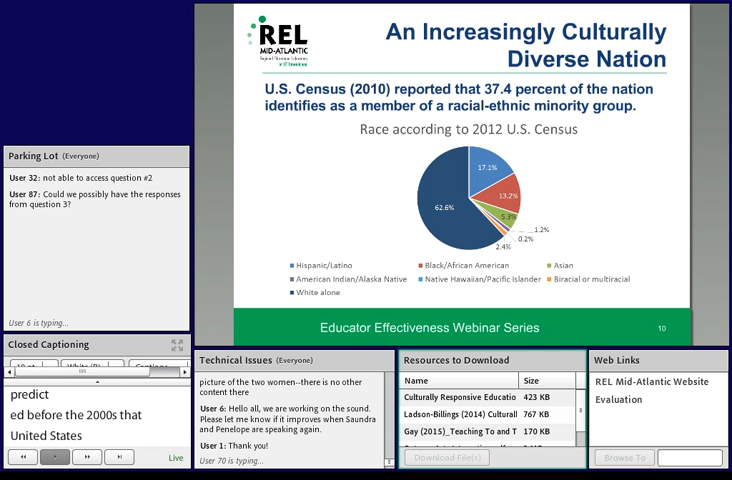 REL
MID-ATLANTIC
An Increasingly Culturally
Diverse Nation
U.S. Census (2010) reported that 37.4 percent of the nation
identifies as a member of a racial-ethnic minority group.
Race according to 2012 U.S. Census
17.1%
13.2%
5.3%
1.2%
0.2%
2.4%
62.6%
Hispanic/Latino
Black/African American
Asian
American Indian/Alaska Native
Native Hawaiian/Pacific Islander
Biracial or multiracial
White alone
Educator Effectiveness Webinar Series
10
Parking Lot (Everyone)
User 32: not able to access question #2
User 87: Could we possibly have the responses
from question 3?
User 6 is typing...
Closed Captioning
predict
ed before the 2000s that
United States
Live
Technical Issues (Everyone)
picture of the two women--there is no other
content there
User 6: Hello all, we are working on the sound.
Please let me know if it improves when Saundra
and Penelope are speaking again.
User 1: Thank you!
User 70 is typing...
Resources to Download
Name Size
Culturally Responsive Educatio 423 KB
Ladson-Billings (2014) Culturall 767 KB
Gay (2015)_Teaching To and T 170 KB
Download File(s)
Web Links
REL Mid-Atlantic Website
Evaluation
Browse To